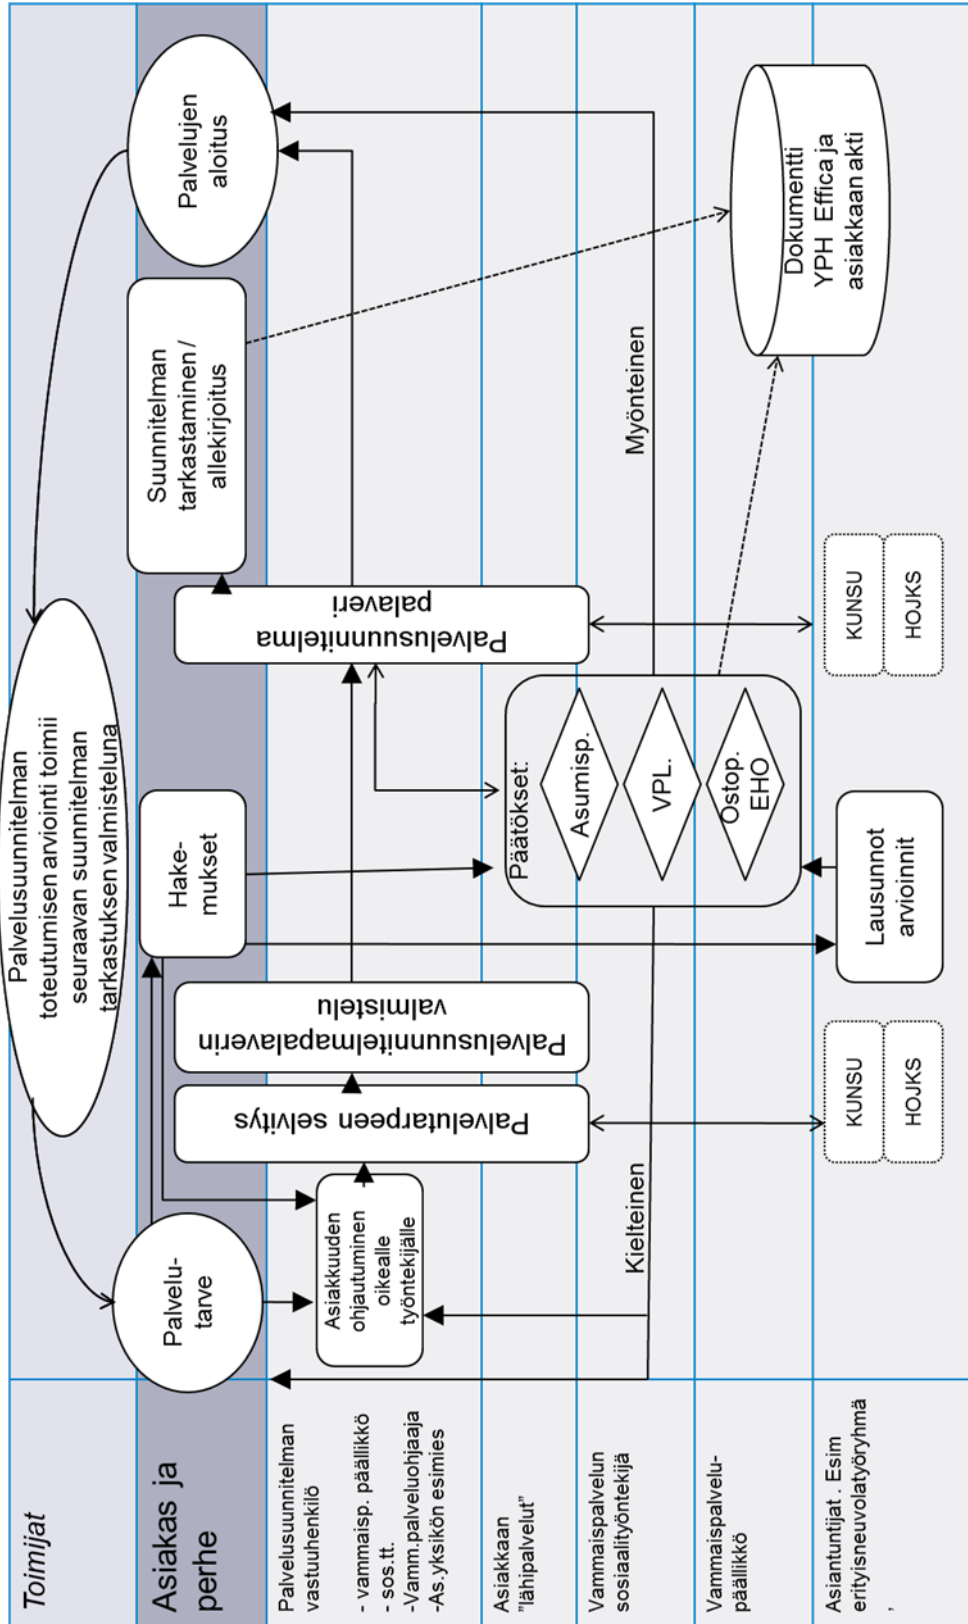 Toimijat
Asiakas ja
perhe
Palvelusuunnitelman
vastuuhenkilö
- vammaisp. päällikkö
- sos.tt.
-Vamm.palveluohjaaja
-As.yksikön esimies
Asiakkaan
”lähipalvelut”
Vammaispalvelun
sosiaalityöntekijä
Vammaispalvelu-
päällikkö
Asiantuntijat . Esim
erityisneuvolatyöryhmä
,
Palvelusuunnitelman
toteutumisen arviointi toimii
seuraavan suunnitelman
tarkastuksen valmisteluna
Palvelu-
tarve
Hake-
mukset
Suunnitelman
tarkastaminen /
allekirjoitus
Palvelujen
aloitus
Asiakkuuden
ohjautuminen
oikealle
työntekijälle
Palvelutarpeen selvitys
Palvelusuunnitelmapalaverin
valmistelu
Palvelusuunnitelma
palaveri
Päätökset:
Asumisp.
VPL.
Ostop.
EHO
Kielteinen
Myönteinen
Dokumentti
YPH Effica ja
asiakkaan akti
KUNSU
HOJKS
Lausunnot
arvioinnit
KUNSU
HOJKS